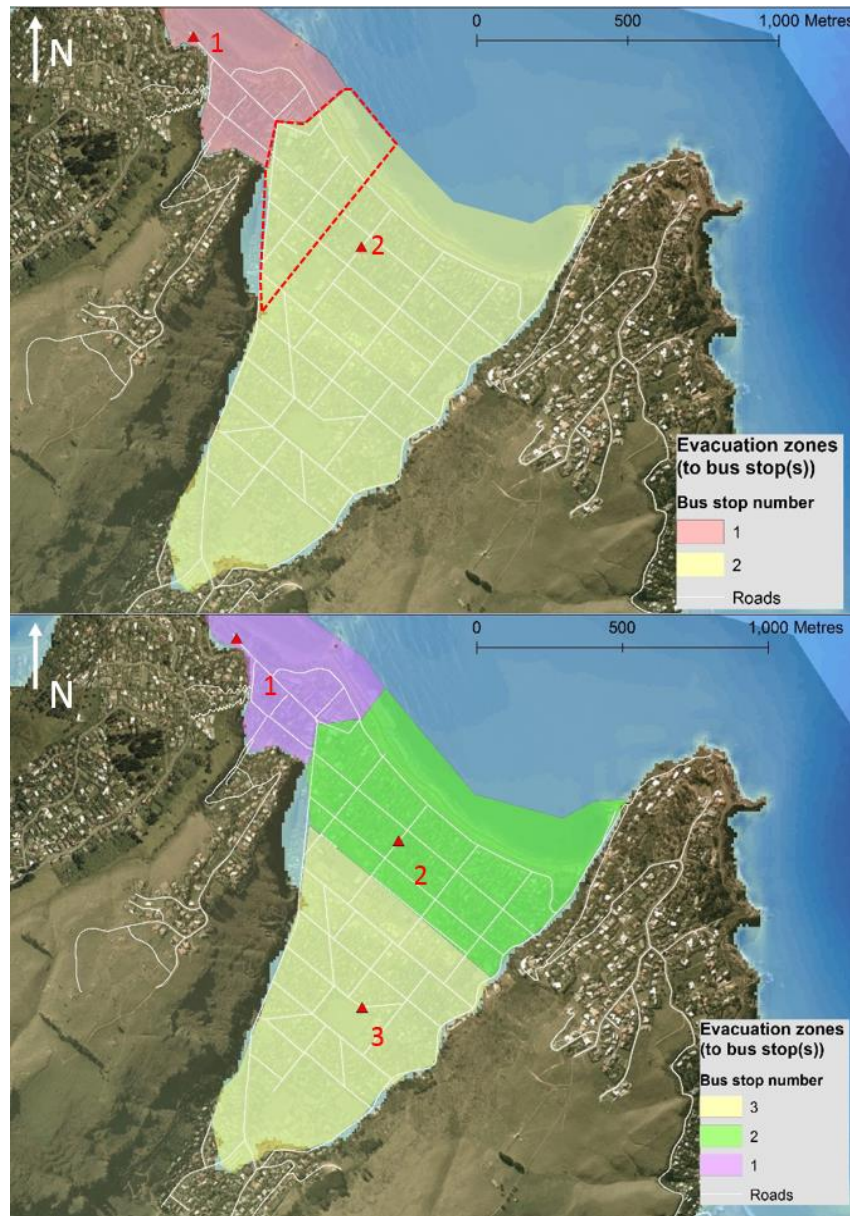 0 500 1,000 Metres
N
1
2
Evacuation zones
(to bus stop(s))
Bus stop number
1
2
Roads
0 500 1,000 Metres
N
1
2
3
Evacuation zones
(to bus stop(s))
Bus stop number
3
2
1
Roads